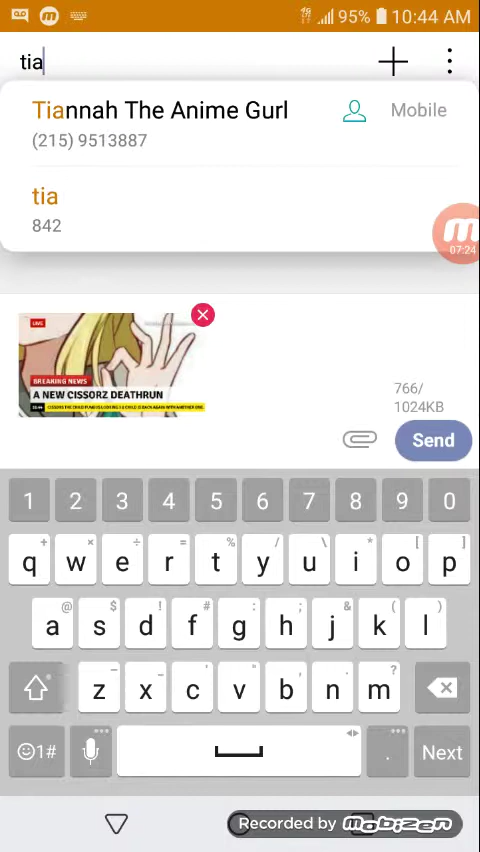 95% 10:44 AM
tia
Tiannah The Anime Gurl
Mobile
(215) 9513887
tia
842
07:24
LIVE
BREAKING NEWS
A NEW CISSORZ DEATHRUN
766/
1024KB
Send
1 2 3 4 5 6 7 8 9 0
q w e r t y u i o p
a s d f g h j k l
z x c v b n m
☺1# . Next
Recorded by mobizen